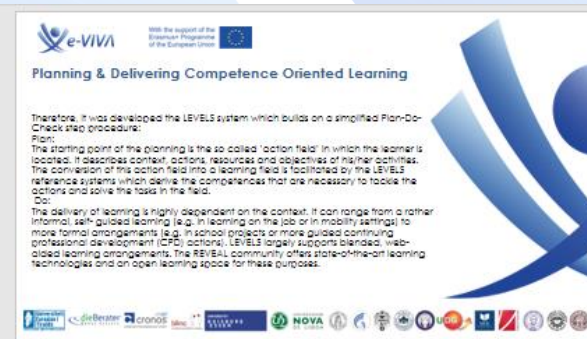 e-VIVA
With the support of the
Erasmus+ Programme
of the European Union
Planning & Delivering Competence Oriented Learning
Therefore, it was developed the LEVEL5 system which builds on a simplified Plan-Do-
Check step procedure:
Plan:
The starting point of the planning is the so called 'action field' in which the learner is
located. It describes context, actions, resources and objectives of his/her activities.
The conversion of this action field into a learning field is facilitated by the LEVEL5
reference systems which derive the competences that are necessary to tackle the
actions and solve the tasks in the field.
Do:
The delivery of learning is highly dependent on the context. It can range from a rather
informal, self- guided learning (e.g. in learning on the job or in mobility settings) to
more formal arrangements (e.g. in school projects or more guided continuing
professional development (CPD) actions). LEVEL5 largely supports blended, web-
aided learning arrangements. The REVEAL community offers state-of-the-art learning
technologies and an open learning space for these purposes.
dieBerater cronos blinc NOVA UDG